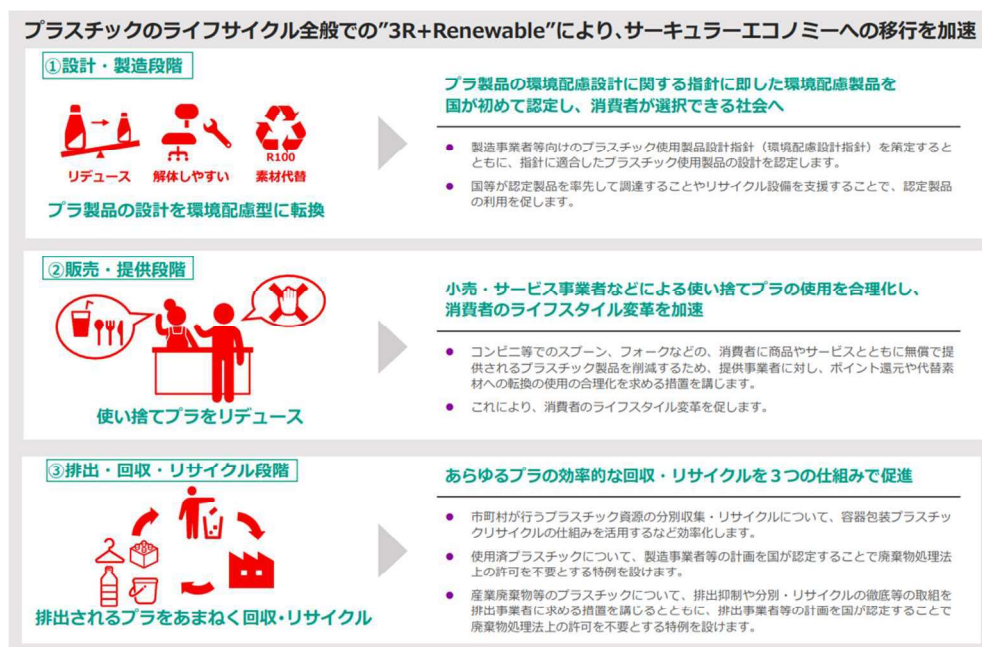 プラスチックのライフサイクル全般での”3R+Renewable”により、サーキュラーエコノミーへの移行を加速
①設計・製造段階
R100
リデュース 解体しやすい 素材代替
プラ製品の設計を環境配慮型に転換
プラ製品の環境配慮設計に関する指針に即した環境配慮製品を
国が初めて認定し、消費者が選択できる社会へ
● 製造事業者等向けのプラスチック使用製品設計指針（環境配慮設計指針）を策定すると
ともに、指針に適合したプラスチック使用製品の設計を認定します。
● 国等が認定製品を率先して調達することやリサイクル設備を支援することで、認定製品
の利用を促します。
②販売・提供段階
使い捨てプラをリデュース
小売・サービス事業者などによる使い捨てプラの使用を合理化し、
消費者のライフスタイル変革を加速
● コンビニ等でのスプーン、フォークなどの、消費者に商品やサービスとともに無償で提
供されるプラスチック製品を削減するため、提供事業者に対し、ポイント還元や代替素
材への転換の使用の合理化を求める措置を講じます。
● これにより、消費者のライフスタイル変革を促します。
③排出・回収・リサイクル段階
排出されるプラをあまねく回収・リサイクル
あらゆるプラの効率的な回収・リサイクルを３つの仕組みで促進
● 市町村が行うプラスチック資源の分別収集・リサイクルについて、容器包装プラスチッ
クリサイクルの仕組みを活用するなど効率化します。
● 使用済プラスチックについて、製造事業者等の計画を国が認定することで廃棄物処理法
上の許可を不要とする特例を設けます。
● 産業廃棄物等のプラスチックについて、排出抑制や分別・リサイクルの徹底等の取組を
排出事業者に求める措置を講じるとともに、排出事業者等の計画を国が認定することで
廃棄物処理法上の許可を不要とする特例を設けます。